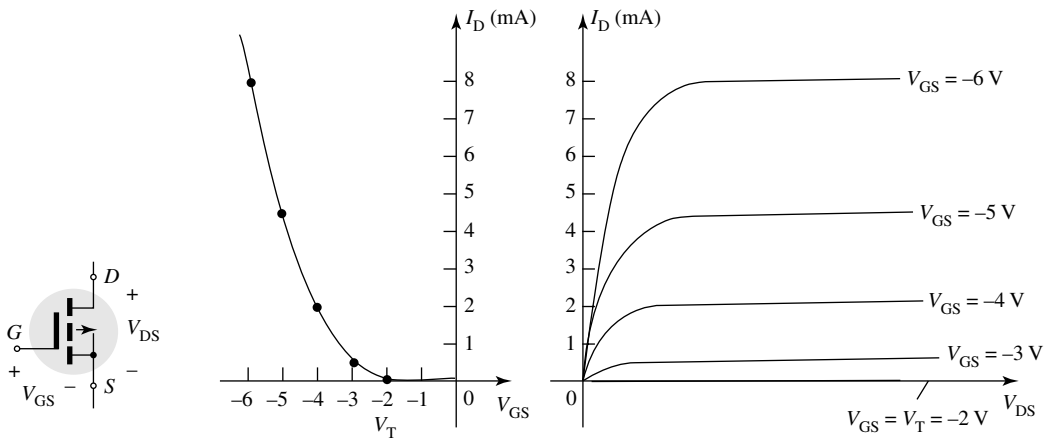 D
+
G
V_DS
+
–
S
–
V_GS
I_D (mA)
8
7
6
5
4
3
2
1
0
–6 –5 –4 –3 –2 –1
V_T
V_GS
I_D (mA)
8
7
6
5
4
3
2
1
0
V_GS = –6 V
V_GS = –5 V
V_GS = –4 V
V_GS = –3 V
V_DS
V_GS = V_T = –2 V